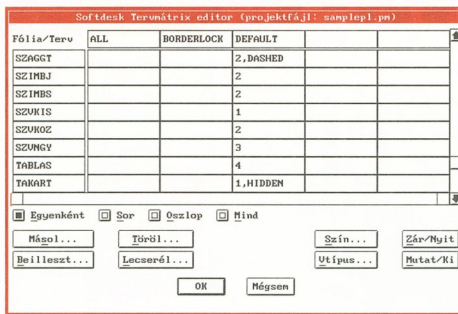 Softdesk Tervmátrix editor (projektfájl: samplep1.pm)
Fólia/Terv ALL BORDERLOCK DEFAULT
SZAGGT 2,DASHED
SZIMBJ 2
SZIMBS 2
SZVKIS 1
SZVKOZ 2
SZVNGY 3
TABLAS 4
TAKART 1,HIDDEN
Egyenként Sor Oszlop Mind
Másol... Töröl... Szín... Zár/Nyit
Beilleszt... Lecserél... Vtípus... Mutat/Ki
OK Mégsem